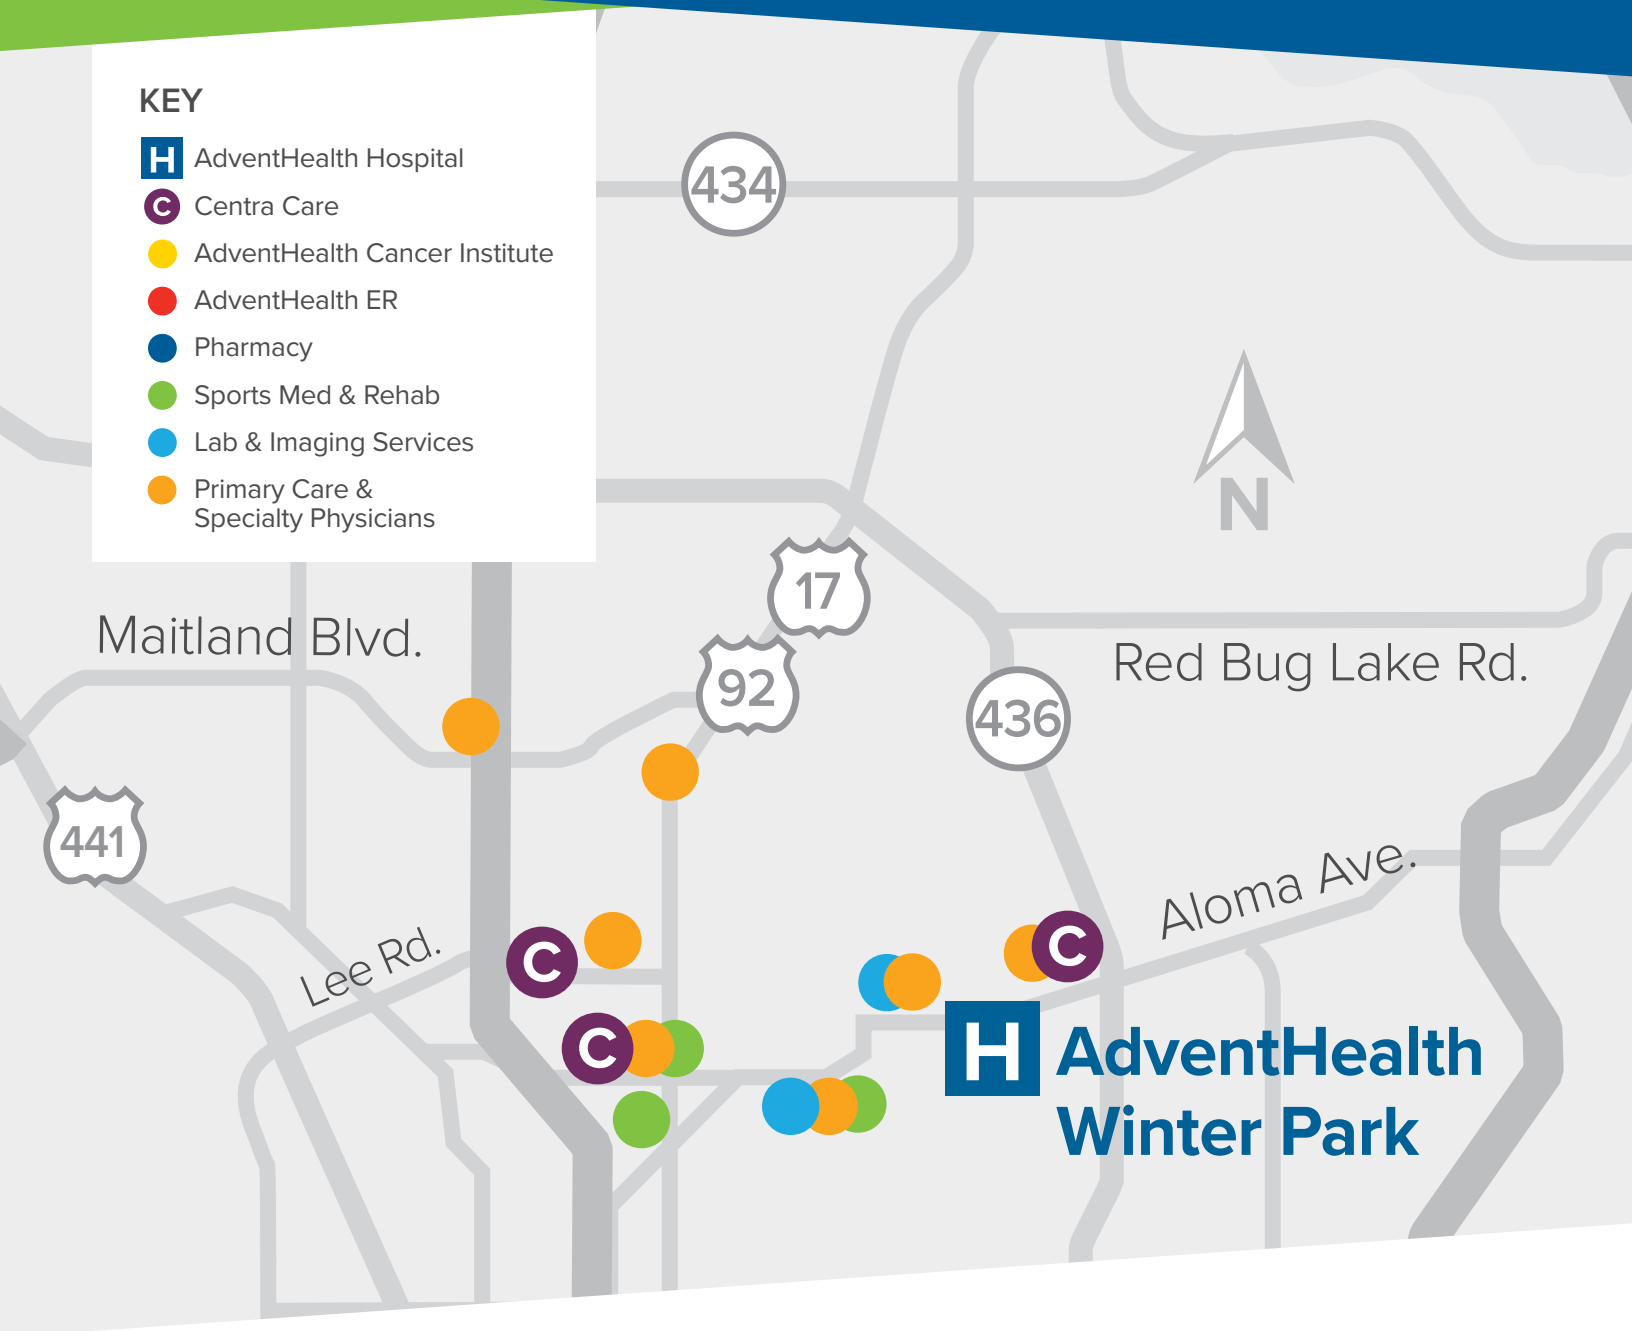 KEY
H AdventHealth Hospital
C Centra Care
AdventHealth Cancer Institute
AdventHealth ER
Pharmacy
Sports Med & Rehab
Lab & Imaging Services
Primary Care &
Specialty Physicians
434
N
17
Maitland Blvd.
Red Bug Lake Rd.
92
436
441
Aloma Ave.
Lee Rd.
C
C
C
H AdventHealth
Winter Park